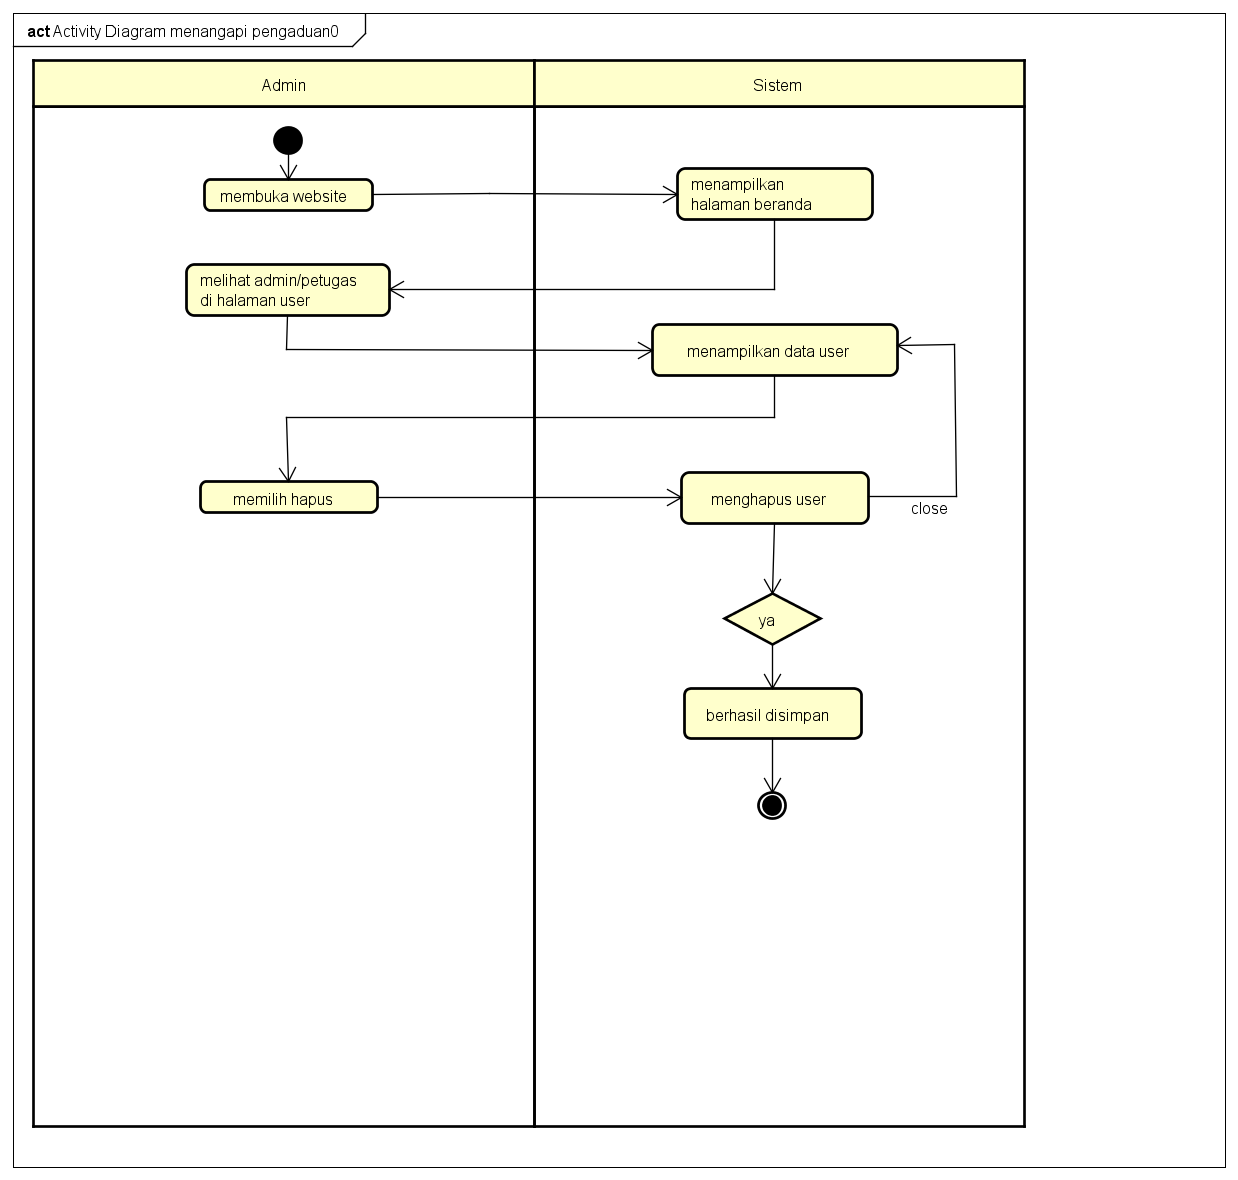 act Activity Diagram menangapi pengaduan0
Admin
Sistem
membuka website
menampilkan
halaman beranda
melihat admin/petugas
di halaman user
menampilkan data user
memilih hapus
menghapus user
close
ya
berhasil disimpan